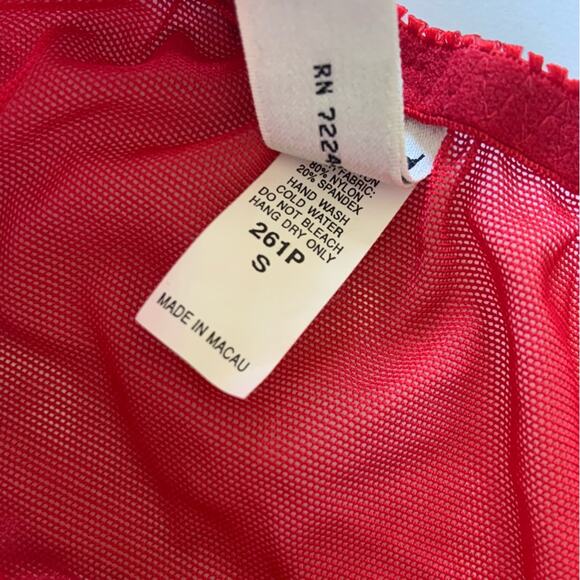 RN 7224
FABRIC:
80% NYLON
20% SPANDEX
HAND WASH
COLD WATER
DO NOT BLEACH
HANG DRY ONLY
261P
S
MADE IN MACAU